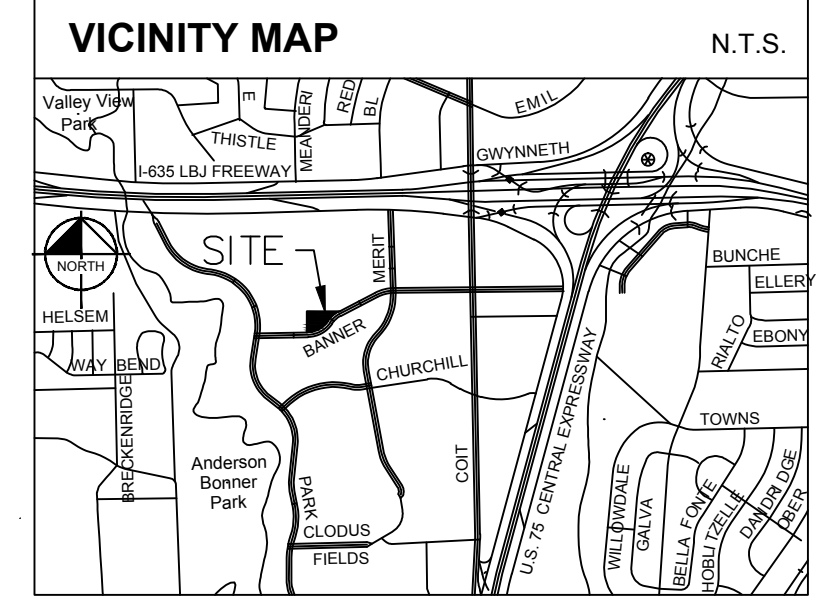 VICINITY MAP
N.T.S.
Valley View
Park
E
MEANDERI
RED
BL
EMIL
THISTLE
GWYNNETH
I-635 LBJ FREEWAY
SITE
MERIT
NORTH
BUNCHE
ELLERY
HELSEM
BANNER
RIALTO
EBONY
WAY BEND
CHURCHILL
BRECKENRIDGE
TOWNS
U.S. 75 CENTRAL EXPRESSWAY
COIT
Anderson
Bonner
Park
PARK
WILLOWDALE
GALVA
BELLA FONTE
HOBLITZELLE
DANDRIDGE
OBER
CLODUS
FIELDS